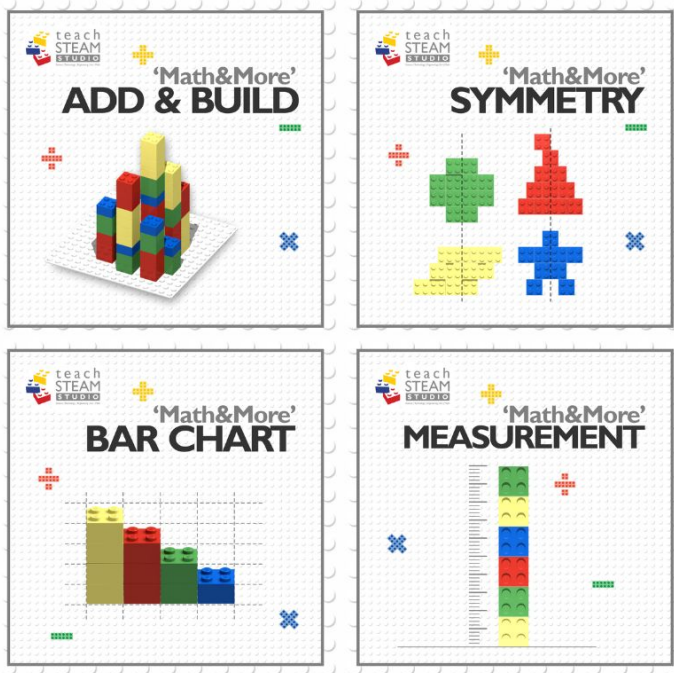 teach
STEAM
STUDIO
'Math&More'
ADD & BUILD
teach
STEAM
STUDIO
'Math&More'
SYMMETRY
teach
STEAM
STUDIO
'Math&More'
BAR CHART
teach
STEAM
STUDIO
'Math&More'
MEASUREMENT